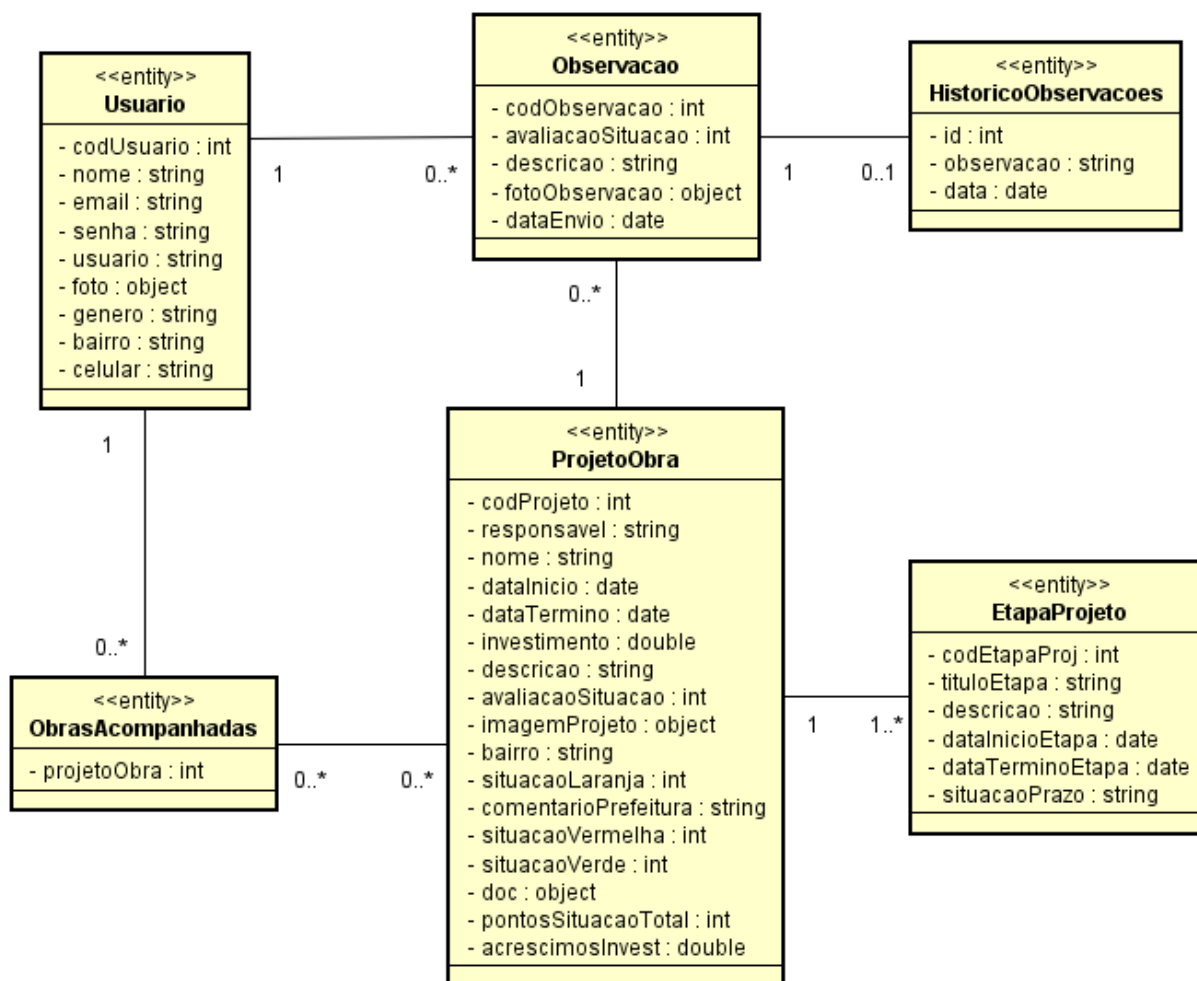 <<entity>>
Usuario
- codUsuario : int
- nome : string
- email : string
- senha : string
- usuario : string
- foto : object
- genero : string
- bairro : string
- celular : string
1
0..*
<<entity>>
Observacao
- codObservacao : int
- avaliacaoSituacao : int
- descricao : string
- fotoObservacao : object
- dataEnvio : date
1
0..1
<<entity>>
HistoricoObservacoes
- id : int
- observacao : string
- data : date
0..*
1
1
0..*
<<entity>>
ObrasAcompanhadas
- projetoObra : int
0..*
0..*
<<entity>>
ProjetoObra
- codProjeto : int
- responsavel : string
- nome : string
- dataInicio : date
- dataTermino : date
- investimento : double
- descricao : string
- avaliacaoSituacao : int
- imagemProjeto : object
- bairro : string
- situacaoLaranja : int
- comentarioPrefeitura : string
- situacaoVermelha : int
- situacaoVerde : int
- doc : object
- pontosSituacaoTotal : int
- acrescimosInvest : double
1
1..*
<<entity>>
EtapaProjeto
- codEtapaProj : int
- tituloEtapa : string
- descricao : string
- dataInicioEtapa : date
- dataTerminoEtapa : date
- situacaoPrazo : string